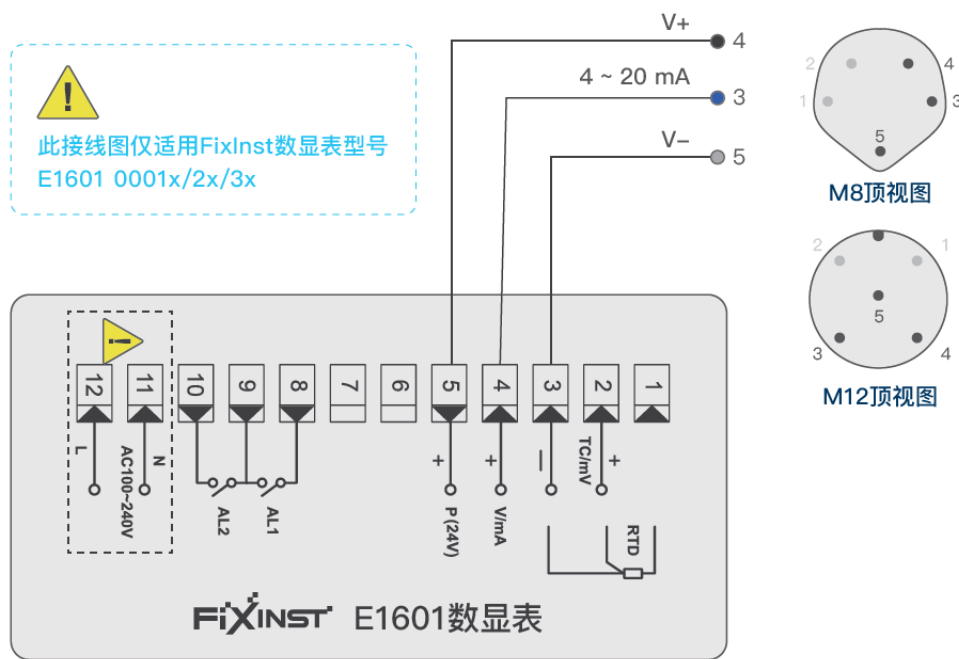 V+
4
4 ~ 20 mA
3
V-
5
此接线图仅适用FixInst数显表型号
E1601 0001x/2x/3x
2
4
1
3
5
M8顶视图
2
1
5
3
4
M12顶视图
12
11
10
9
8
7
6
5
4
3
2
1
L
N
AC100~240V
AL2
AL1
+
P(24V)
+
V/mA
—
TC/mV
+
RTD
FiXINST E1601数显表